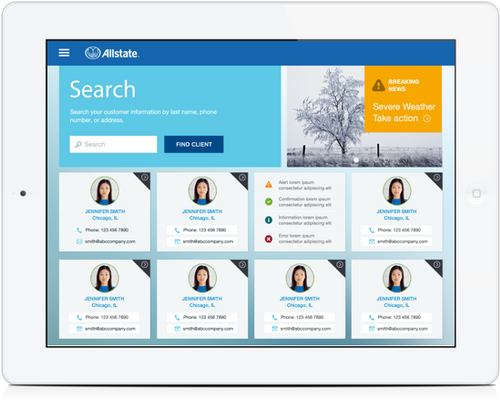 Allstate.
Search
Search your customer information by last name, phone
number, or address.
Search
FIND CLIENT
BREAKING
NEWS
Severe Weather
Take action
JENNIFER SMITH
Chicago, IL
Phone: 123 456 7890
smith@abccompany.com
JENNIFER SMITH
Chicago, IL
Phone: 123 456 7890
smith@abccompany.com
Alert lorem ipsum
consectetur adipiscing elit
Confirmation lorem ipsum
consectetur adipiscing elit
Information lorem ipsum
consectetur adipiscing elit
Error lorem ipsum
consectetur adipiscing elit
JENNIFER SMITH
Chicago, IL
Phone: 123 456 7890
smith@abccompany.com
JENNIFER SMITH
Chicago, IL
Phone: 123 456 7890
smith@abccompany.com
JENNIFER SMITH
Chicago, IL
Phone: 123 456 7890
smith@abccompany.com
JENNIFER SMITH
Chicago, IL
Phone: 123 456 7890
smith@abccompany.com
JENNIFER SMITH
Chicago, IL
Phone: 123 456 7890
smith@abccompany.com